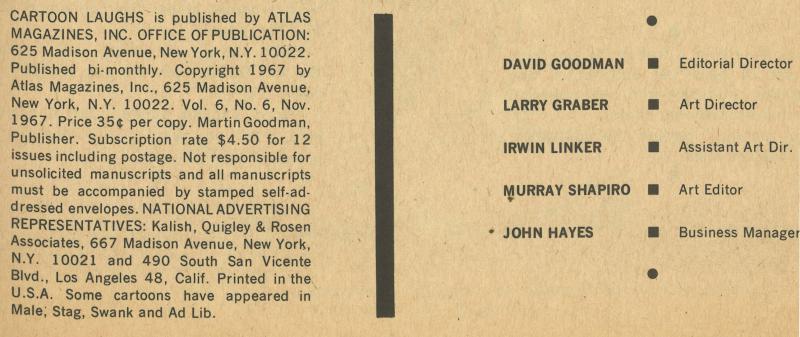 CARTOON LAUGHS is published by ATLAS
MAGAZINES, INC. OFFICE OF PUBLICATION:
625 Madison Avenue, New York, N.Y. 10022.
Published bi-monthly. Copyright 1967 by
Atlas Magazines, Inc., 625 Madison Avenue,
New York, N.Y. 10022. Vol. 6, No. 6, Nov.
1967. Price 35¢ per copy. Martin Goodman,
Publisher. Subscription rate $4.50 for 12
issues including postage. Not responsible for
unsolicited manuscripts and all manuscripts
must be accompanied by stamped self-ad-
dressed envelopes. NATIONAL ADVERTISING
REPRESENTATIVES: Kalish, Quigley & Rosen
Associates, 667 Madison Avenue, New York,
N.Y. 10021 and 490 South San Vicente
Blvd., Los Angeles 48, Calif. Printed in the
U.S.A. Some cartoons have appeared in
Male, Stag, Swank and Ad Lib.
DAVID GOODMAN ■ Editorial Director
LARRY GRABER ■ Art Director
IRWIN LINKER ■ Assistant Art Dir.
MURRAY SHAPIRO ■ Art Editor
JOHN HAYES ■ Business Manager